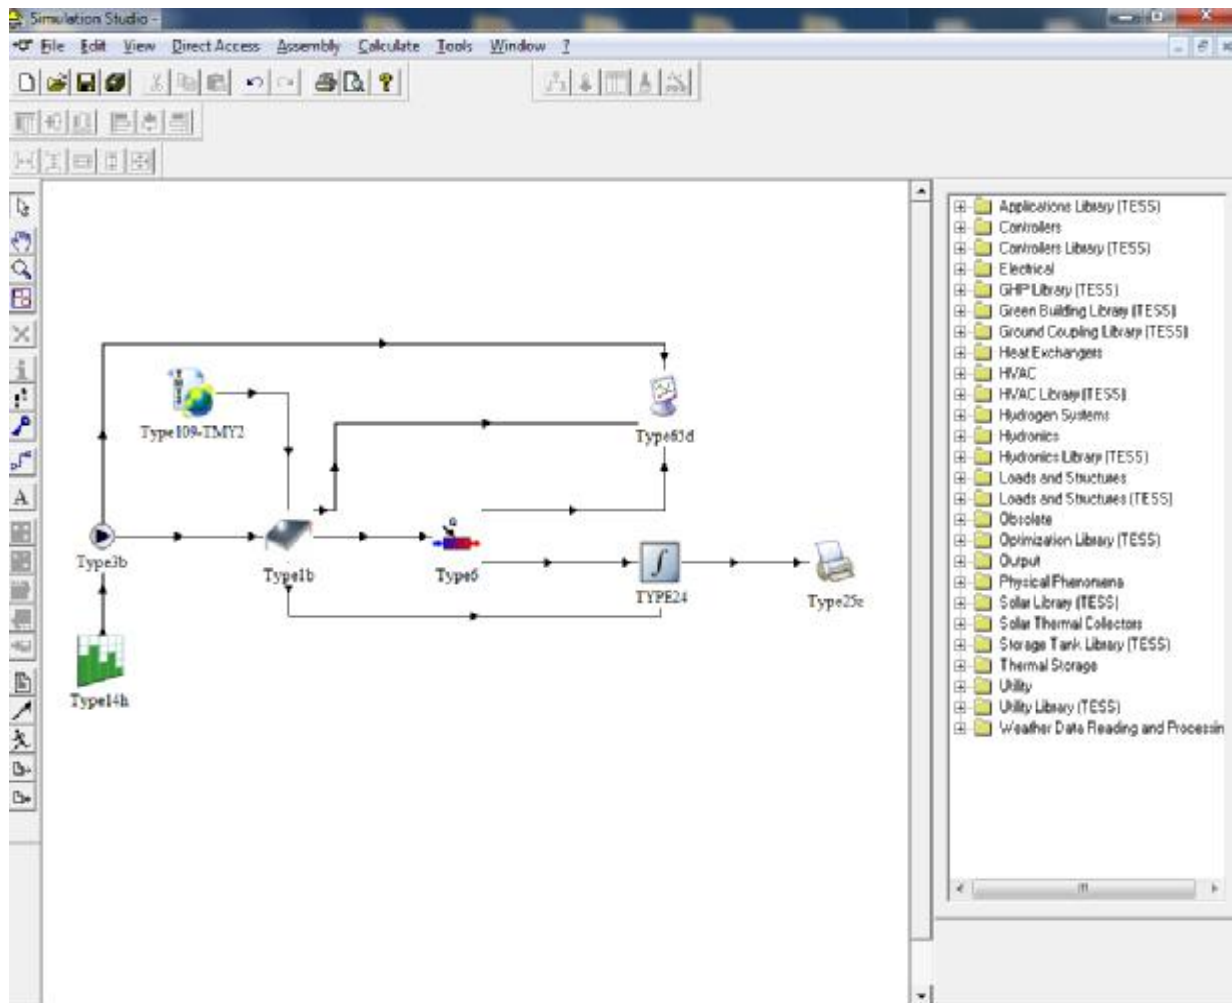 Simulation Studio -
File Edit View Direct Access Assembly Calculate Tools Window ?
Type109-TMY2
Type65d
Type3b
Type1b
Type6
TYPE24
Type25c
Type14h
A
Applications Library (TESS)
Controllers
Controllers Library (TESS)
Electrical
GHP Library (TESS)
Green Building Library (TESS)
Ground Coupling Library (TESS)
Heat Exchangers
HVAC
HVAC Library (TESS)
Hydrogen Systems
Hydronics
Hydronics Library (TESS)
Loads and Structures
Loads and Structures (TESS)
Obsolete
Optimization Library (TESS)
Output
Physical Phenomena
Solar Library (TESS)
Solar Thermal Collectors
Storage Tank Library (TESS)
Thermal Storage
Utility
Utility Library (TESS)
Weather Data Reading and Processin